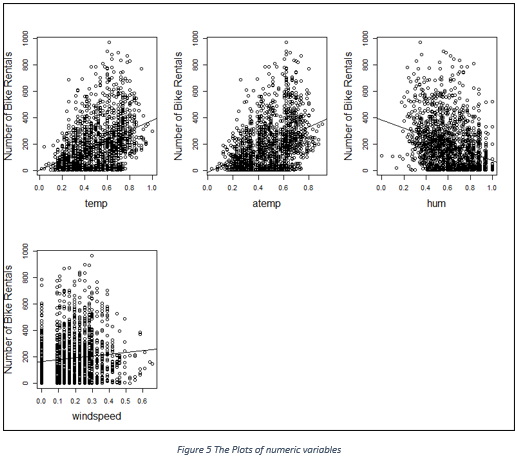 Number of Bike Rentals
0 200 400 600 800 1000
0.0 0.2 0.4 0.6 0.8 1.0
temp
Number of Bike Rentals
0 200 400 600 800 1000
0.0 0.2 0.4 0.6 0.8
atemp
Number of Bike Rentals
0 200 400 600 800 1000
0.0 0.2 0.4 0.6 0.8 1.0
hum
Number of Bike Rentals
0 200 400 600 800 1000
0.0 0.1 0.2 0.3 0.4 0.5 0.6
windspeed
Figure 5 The Plots of numeric variables